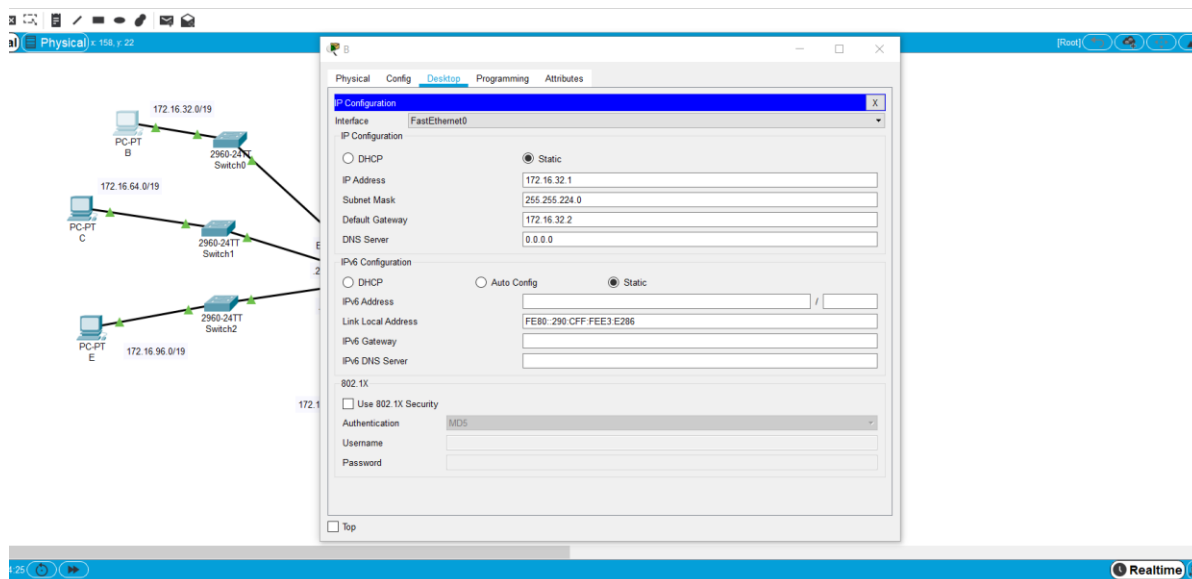 Physical x: 158, y: 22
[Root]
B
Physical Config Desktop Programming Attributes
IP Configuration X
Interface FastEthernet0
IP Configuration
DHCP Static
IP Address 172.16.32.1
Subnet Mask 255.255.224.0
Default Gateway 172.16.32.2
DNS Server 0.0.0.0
IPv6 Configuration
DHCP Auto Config Static
IPv6 Address /
Link Local Address FE80::290:CFF:FEE3:E286
IPv6 Gateway
IPv6 DNS Server
802.1X
Use 802.1X Security
Authentication MD5
Username
Password
Top
172.16.32.0/19
PC-PT
B
2960-24TT
Switch0
172.16.64.0/19
PC-PT
C
2960-24TT
Switch1
2960-24TT
Switch2
PC-PT
E
172.16.96.0/19
172.1
Realtime